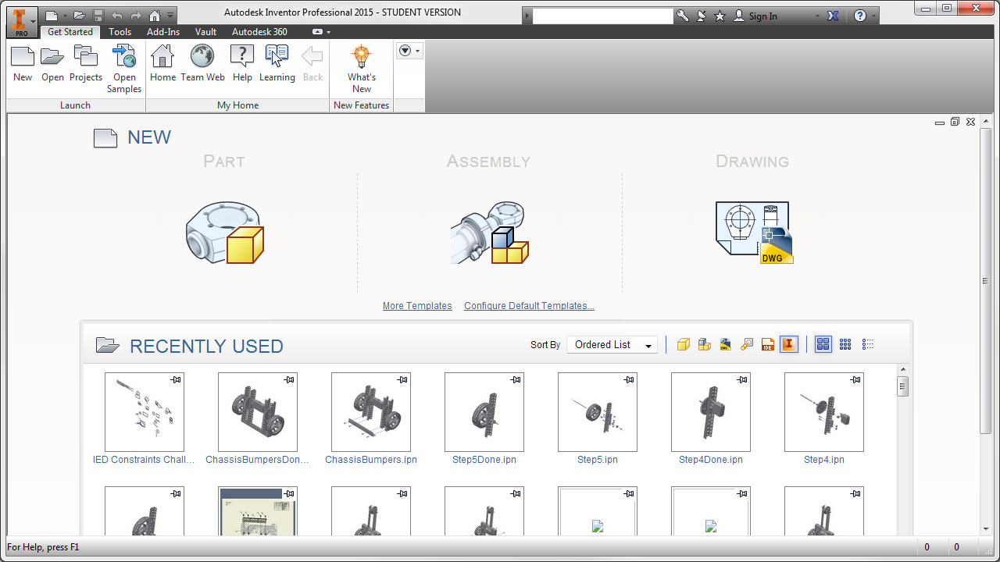 Autodesk Inventor Professional 2015 - STUDENT VERSION
Sign In
PRO
Get Started Tools Add-Ins Vault Autodesk 360
New Open Projects Open Samples Home Team Web Help Learning Back What's New
Launch My Home New Features
NEW
PART ASSEMBLY DRAWING
DWG
More Templates Configure Default Templates...
RECENTLY USED Sort By Ordered List
IED Constraints Chall... ChassisBumpersDon... ChassisBumpers.ipn Step5Done.ipn Step5.ipn Step4Done.ipn Step4.ipn
For Help, press F1 0 0